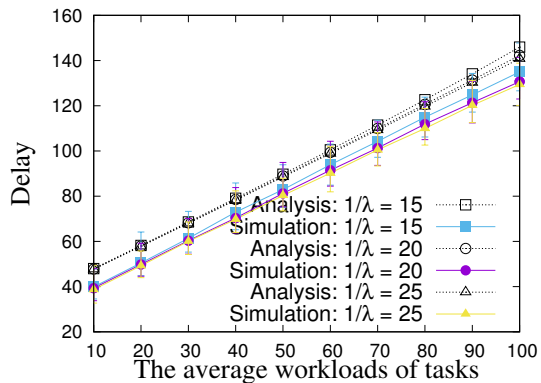 160
140
120
100
80
60
40
20
Delay
Analysis: 1/λ = 15
Simulation: 1/λ = 15
Analysis: 1/λ = 20
Simulation: 1/λ = 20
Analysis: 1/λ = 25
Simulation: 1/λ = 25
10 20 30 40 50 60 70 80 90 100
The average workloads of tasks